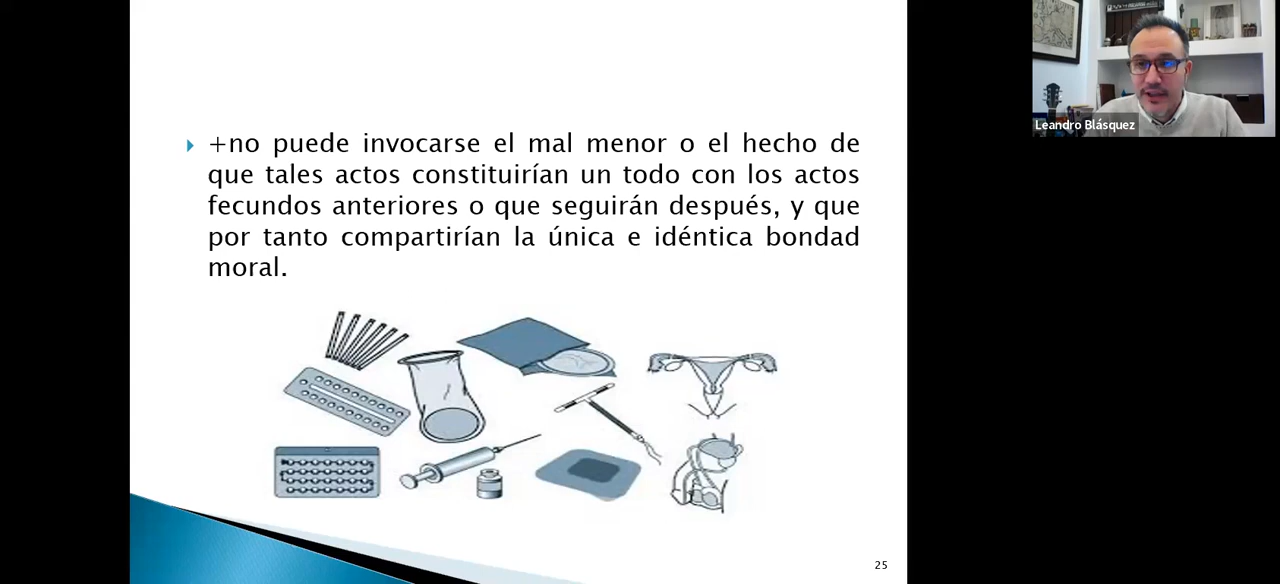 +no puede invocarse el mal menor o el hecho de
que tales actos constituirían un todo con los actos
fecundos anteriores o que seguirán después, y que
por tanto compartirían la única e idéntica bondad
moral.
25
Leandro Blásquez